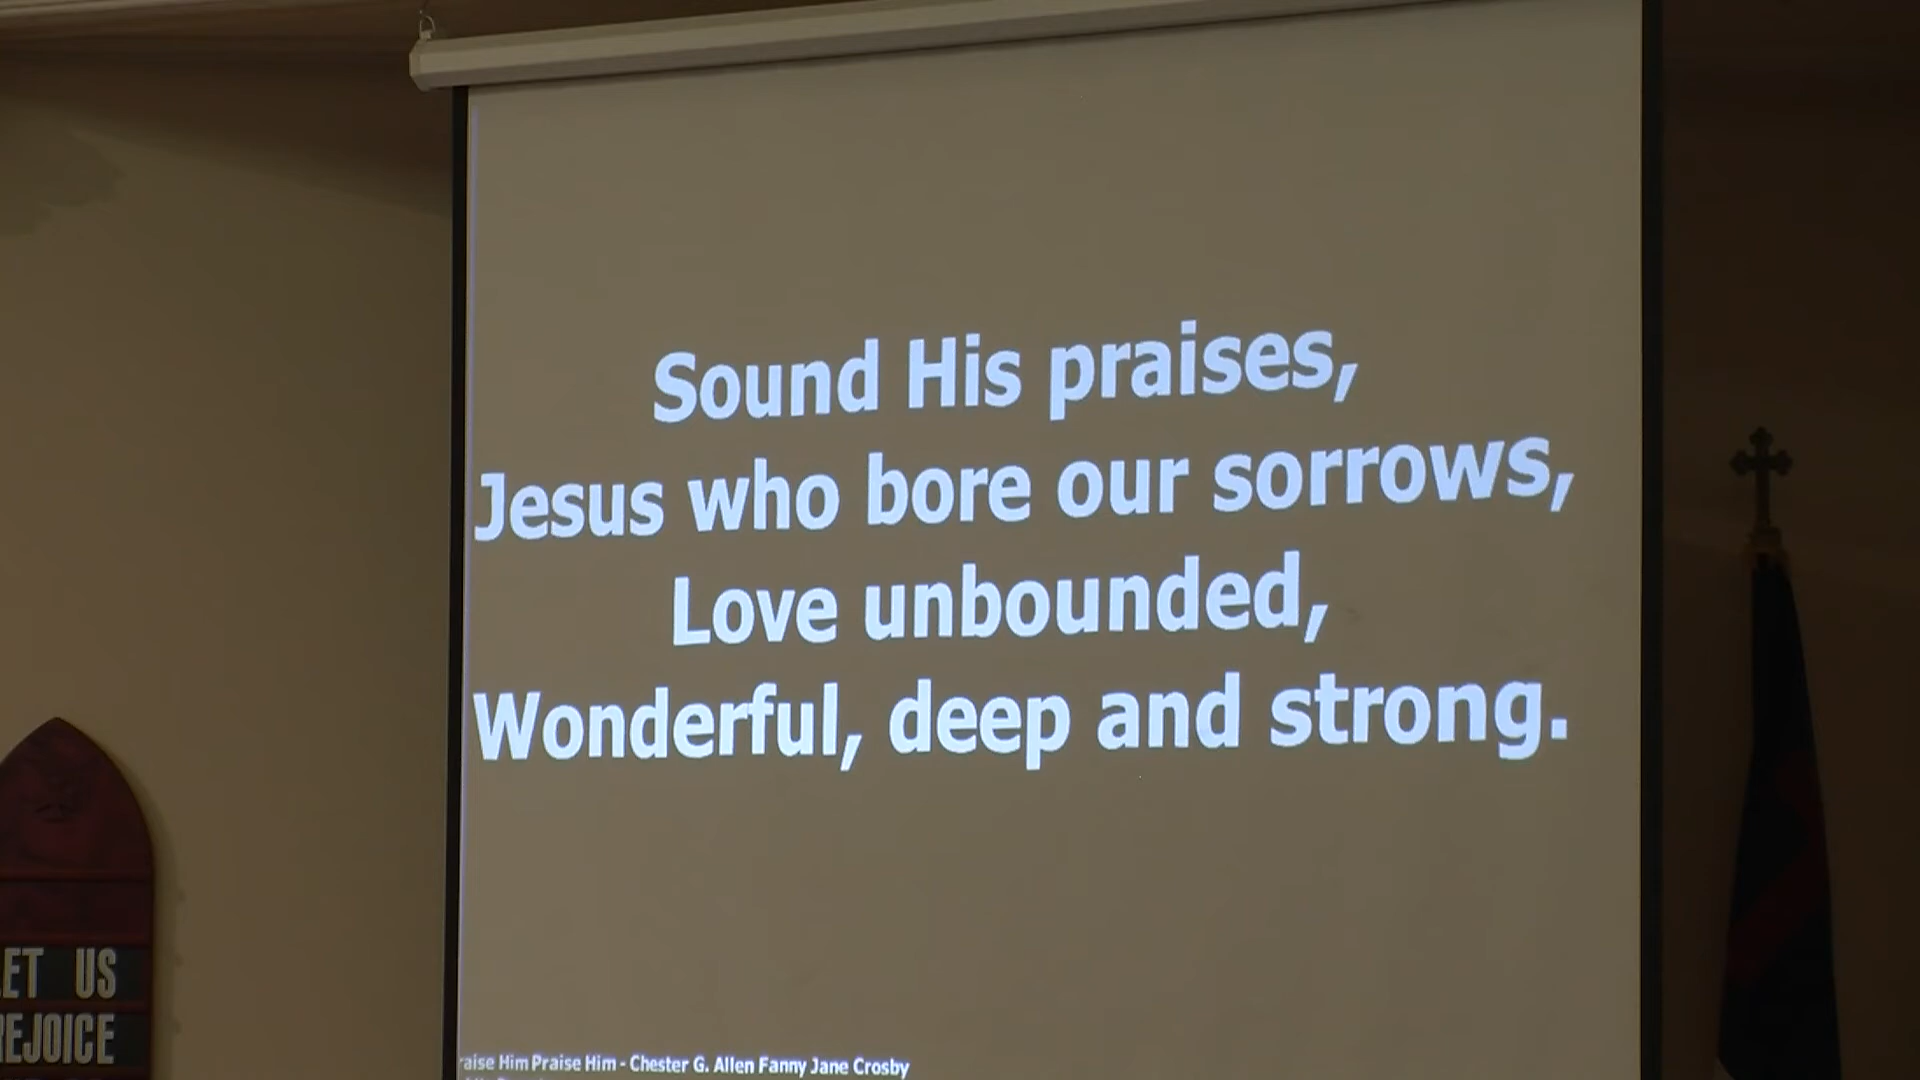 Sound His praises,
Jesus who bore our sorrows,
Love unbounded,
Wonderful, deep and strong.
LET US
REJOICE
raise Him Praise Him - Chester G. Allen Fanny Jane Crosby